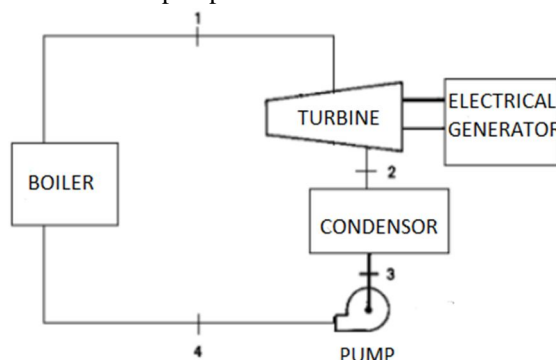 1
TURBINE
ELECTRICAL
GENERATOR
BOILER
2
CONDENSOR
3
4
PUMP